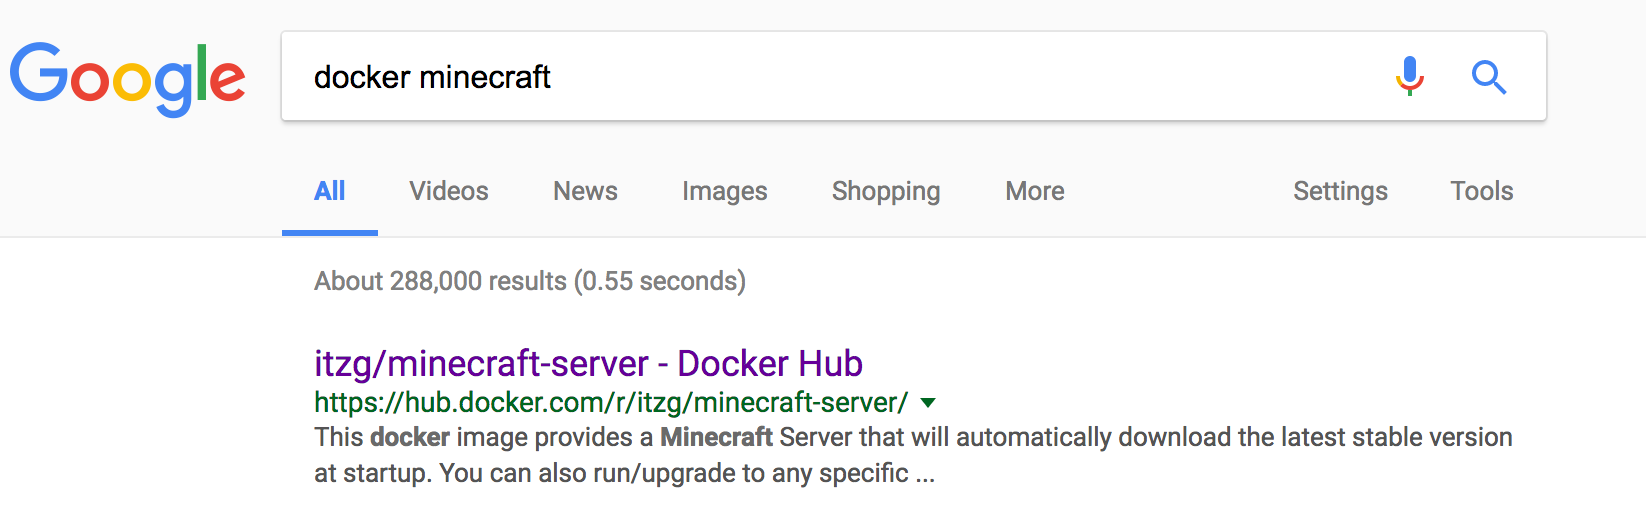 Google
docker minecraft
All Videos News Images Shopping More Settings Tools
About 288,000 results (0.55 seconds)
itzg/minecraft-server - Docker Hub
https://hub.docker.com/r/itzg/minecraft-server/
This docker image provides a Minecraft Server that will automatically download the latest stable version
at startup. You can also run/upgrade to any specific ...